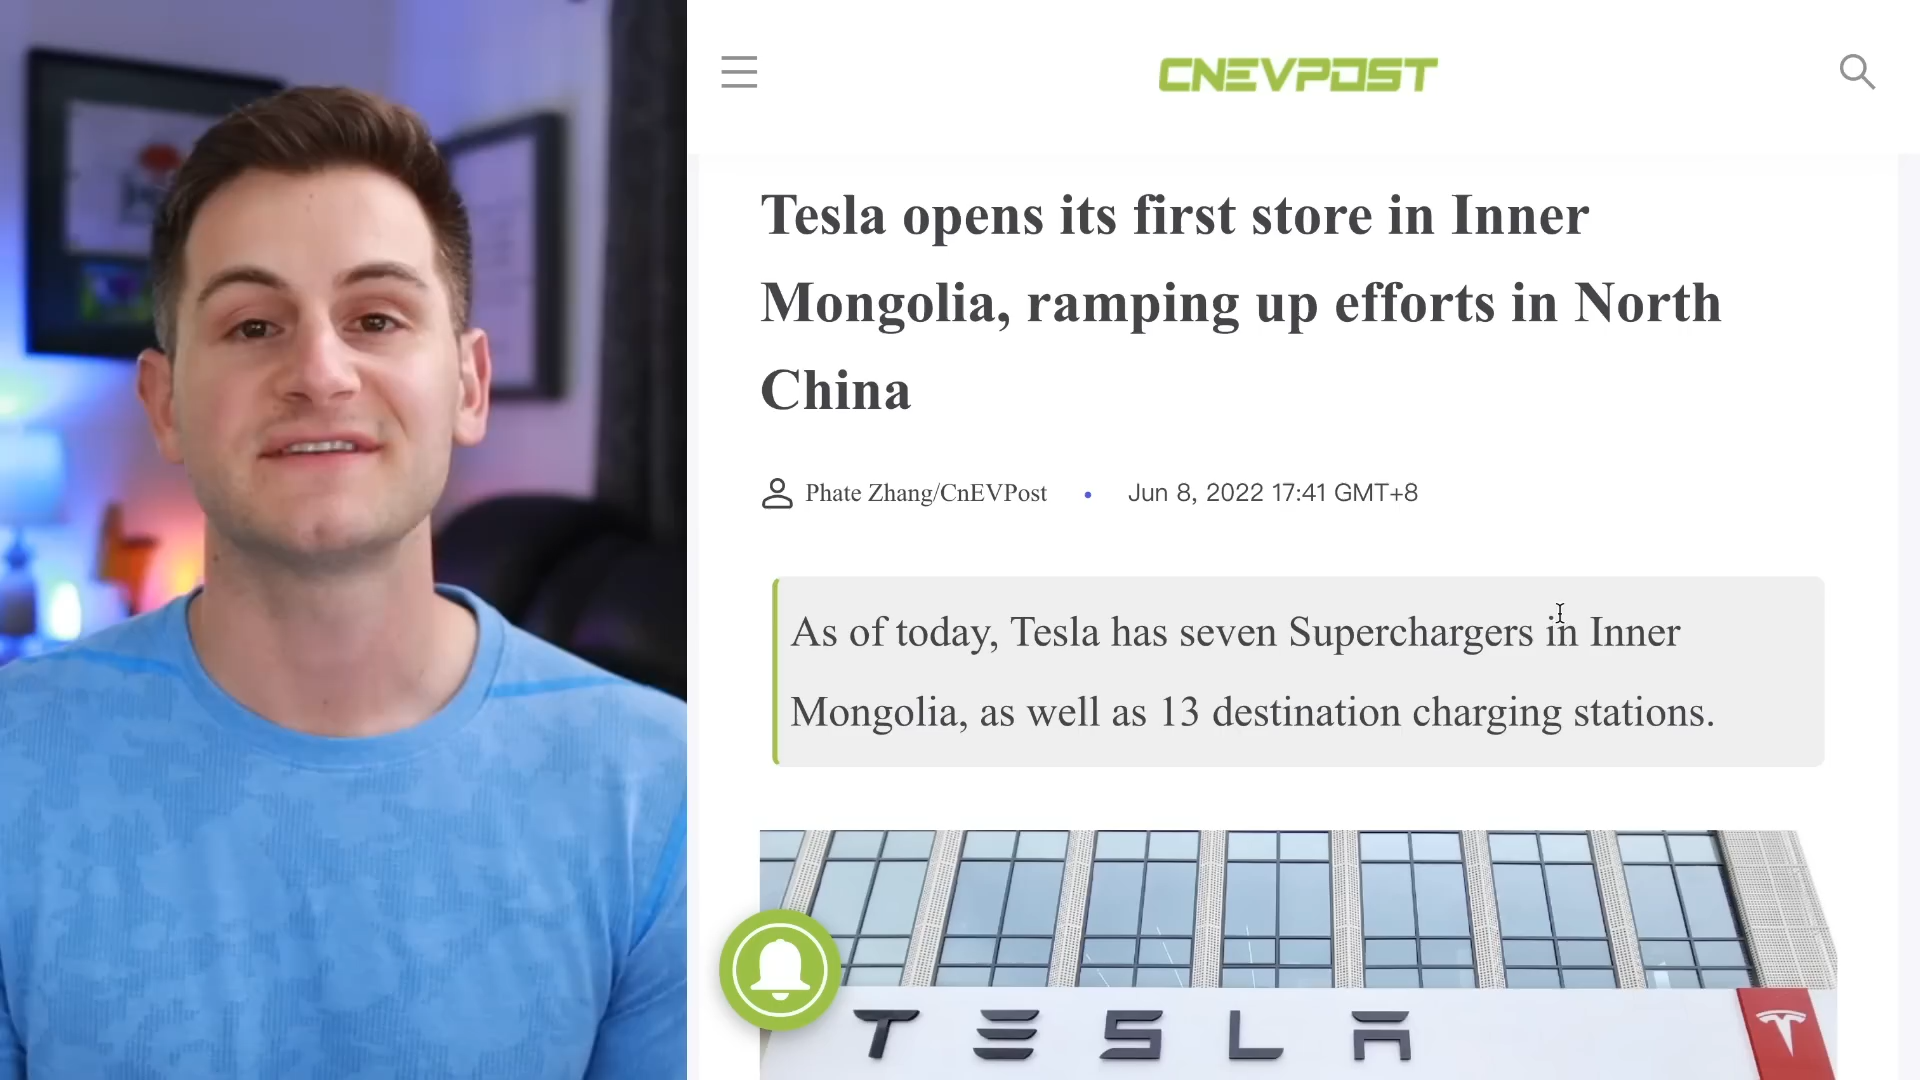 CNEVPOST
Tesla opens its first store in Inner
Mongolia, ramping up efforts in North
China
Phate Zhang/CnEVPost • Jun 8, 2022 17:41 GMT+8
As of today, Tesla has seven Superchargers in Inner
Mongolia, as well as 13 destination charging stations.
TESLA